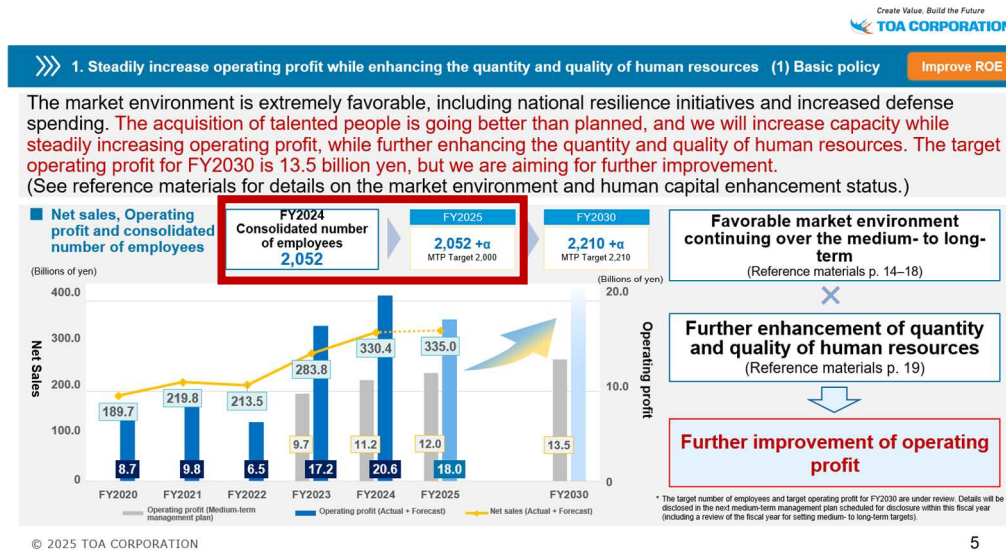 Create Value, Build the Future
TOA CORPORATION
1. Steadily increase operating profit while enhancing the quantity and quality of human resources (1) Basic policy
Improve ROE
The market environment is extremely favorable, including national resilience initiatives and increased defense
spending. The acquisition of talented people is going better than planned, and we will increase capacity while
steadily increasing operating profit, while further enhancing the quantity and quality of human resources. The target
operating profit for FY2030 is 13.5 billion yen, but we are aiming for further improvement.
(See reference materials for details on the market environment and human capital enhancement status.)
Net sales, Operating
profit and consolidated
number of employees
FY2024
Consolidated number
of employees
2,052
FY2025
2,052 +α
MTP Target 2,000
FY2030
2,210 +α
MTP Target 2,210
(Billions of yen)
(Billions of yen)
Net Sales
400.0
300.0
200.0
100.0
0
189.7
219.8
213.5
283.8
330.4
335.0
9.7
11.2
12.0
13.5
8.7
9.8
6.5
17.2
20.6
18.0
20.0
10.0
0
Operating profit
FY2020
FY2021
FY2022
FY2023
FY2024
FY2025
FY2030
Operating profit (Medium-term
management plan)
Operating profit (Actual + Forecast)
Net sales (Actual + Forecast)
Favorable market environment
continuing over the medium- to long-
term
(Reference materials p. 14–18)
×
Further enhancement of quantity
and quality of human resources
(Reference materials p. 19)
Further improvement of operating
profit
* The target number of employees and target operating profit for FY2030 are under review. Details will be
disclosed in the next medium-term management plan scheduled for disclosure within this fiscal year
(including a review of the fiscal year for setting medium- to long-term targets).
© 2025 TOA CORPORATION
5